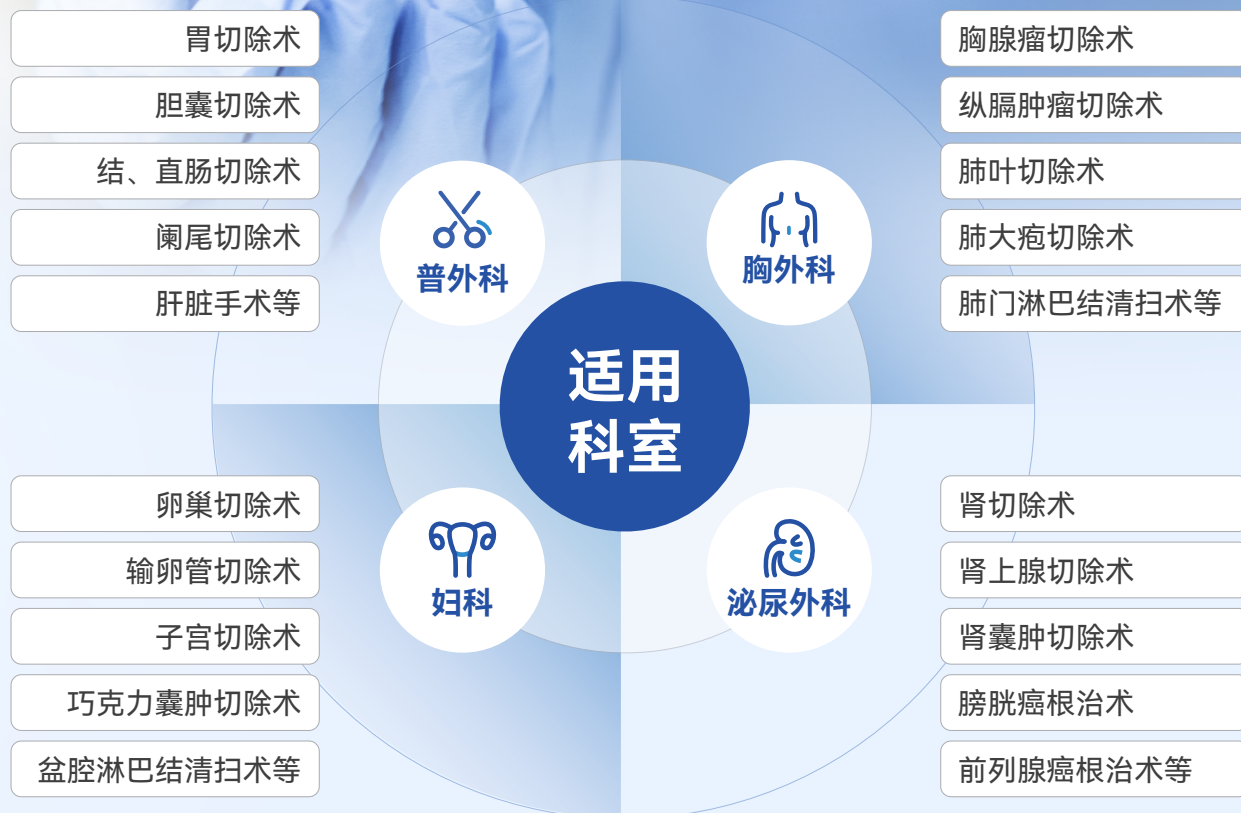 胃切除术
胆囊切除术
结、直肠切除术
阑尾切除术
肝脏手术等
普外科
胸腺瘤切除术
纵膈肿瘤切除术
肺叶切除术
肺大疱切除术
肺门淋巴结清扫术等
胸外科
适用
科室
卵巢切除术
输卵管切除术
子宫切除术
巧克力囊肿切除术
盆腔淋巴结清扫术等
妇科
肾切除术
肾上腺切除术
肾囊肿切除术
膀胱癌根治术
前列腺癌根治术等
泌尿外科